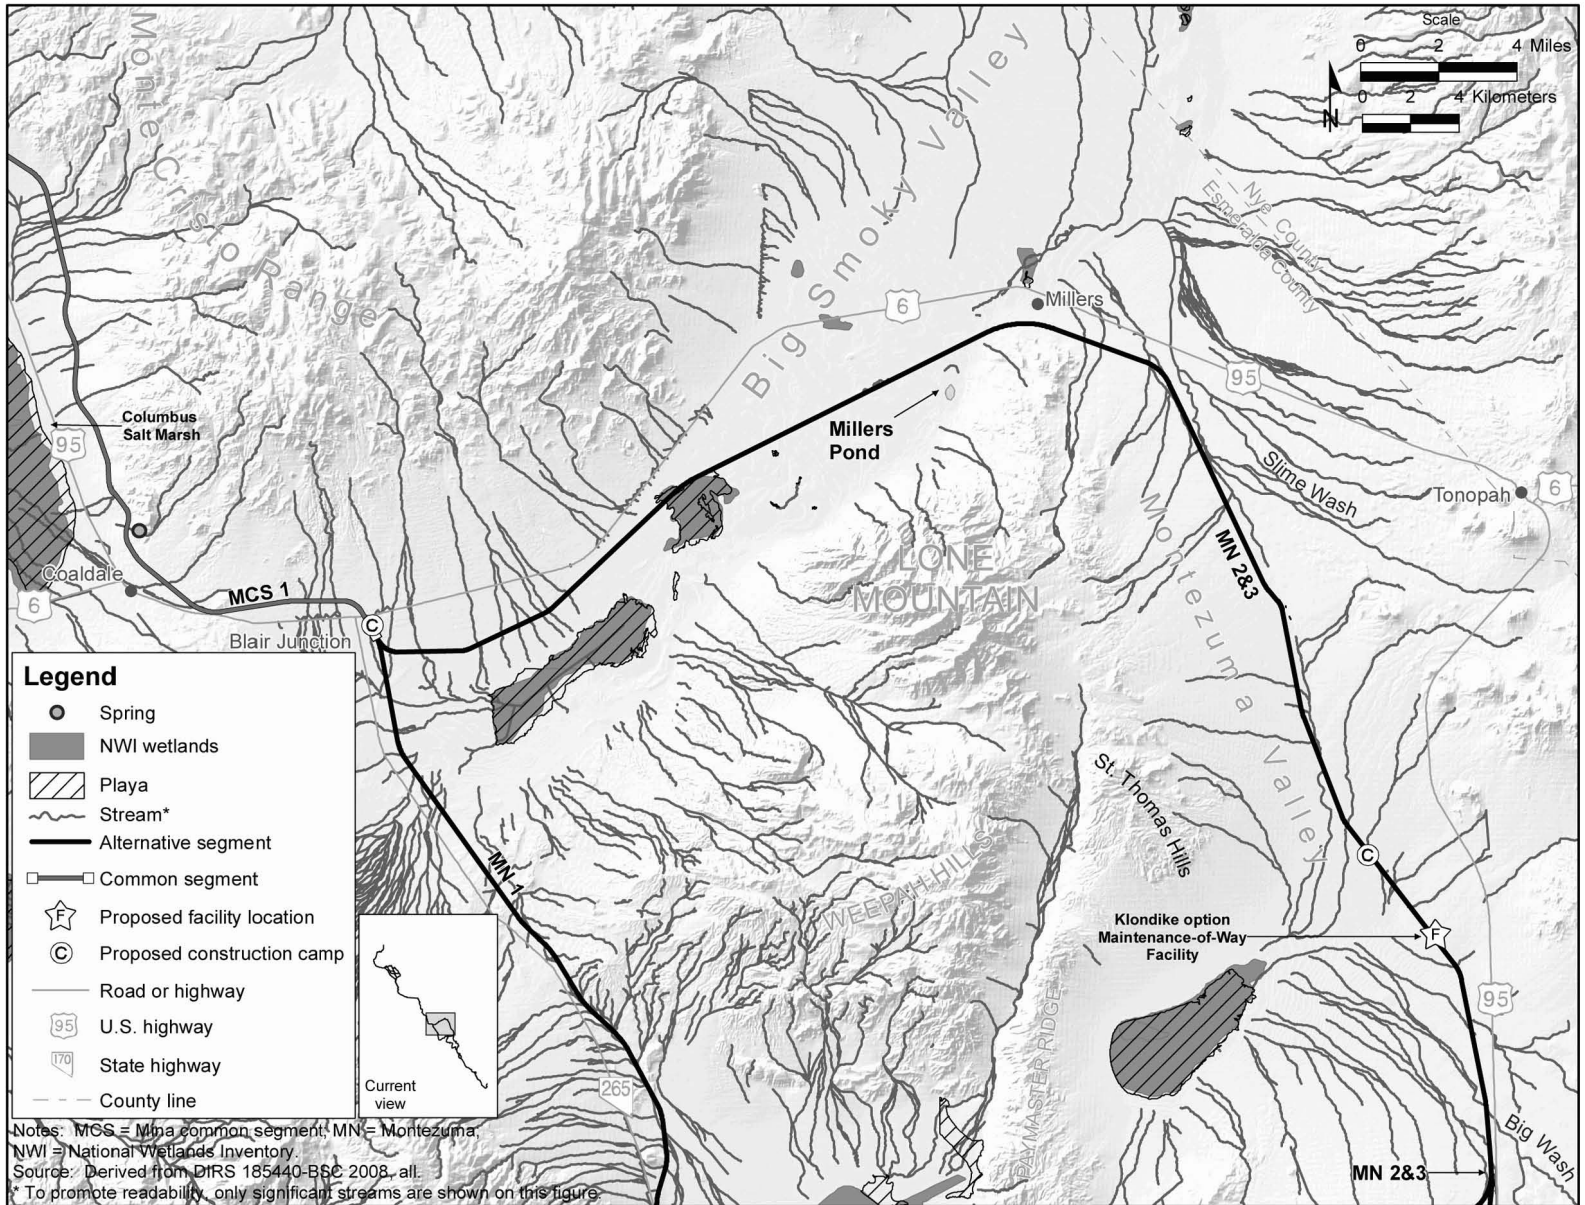 Scale
0 2 4 Miles
0 2 4 Kilometers
N
Monte Cristo Range
Big Smoky Valley
Nye County
Esmeralda County
6
Millers
95
Columbus
Salt Marsh
95
Millers
Pond
Slime Wash
Tonopah
6
LONE
MOUNTAIN
Montezuma Valley
MN 2&3
Coaldale
6
MCS 1
C
Blair Junction
St. Thomas Hills
MN 1
WEEPAH HILLS
C
Klondike option
Maintenance-of-Way
Facility
F
95
PAYMASTER RIDGE
265
Big Wash
MN 2&3
Legend
Spring
NWI wetlands
Playa
Stream*
Alternative segment
Common segment
F Proposed facility location
C Proposed construction camp
Road or highway
95 U.S. highway
170 State highway
County line
Current
view
Notes: MCS = Mina common segment; MN = Montezuma;
NWI = National Wetlands Inventory.
Source: Derived from DIRS 185440-BSC 2008, all.
* To promote readability, only significant streams are shown on this figure.